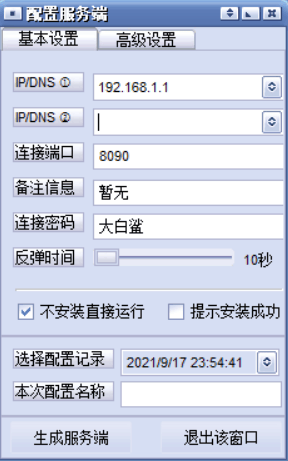 配置服务端
基本设置 高级设置
IP/DNS ① 192.168.1.1
IP/DNS ②
连接端口 8090
备注信息 暂无
连接密码 大白鲨
反弹时间 10秒
不安装直接运行 提示安装成功
选择配置记录 2021/9/17 23:54:41
本次配置名称
生成服务端 退出该窗口